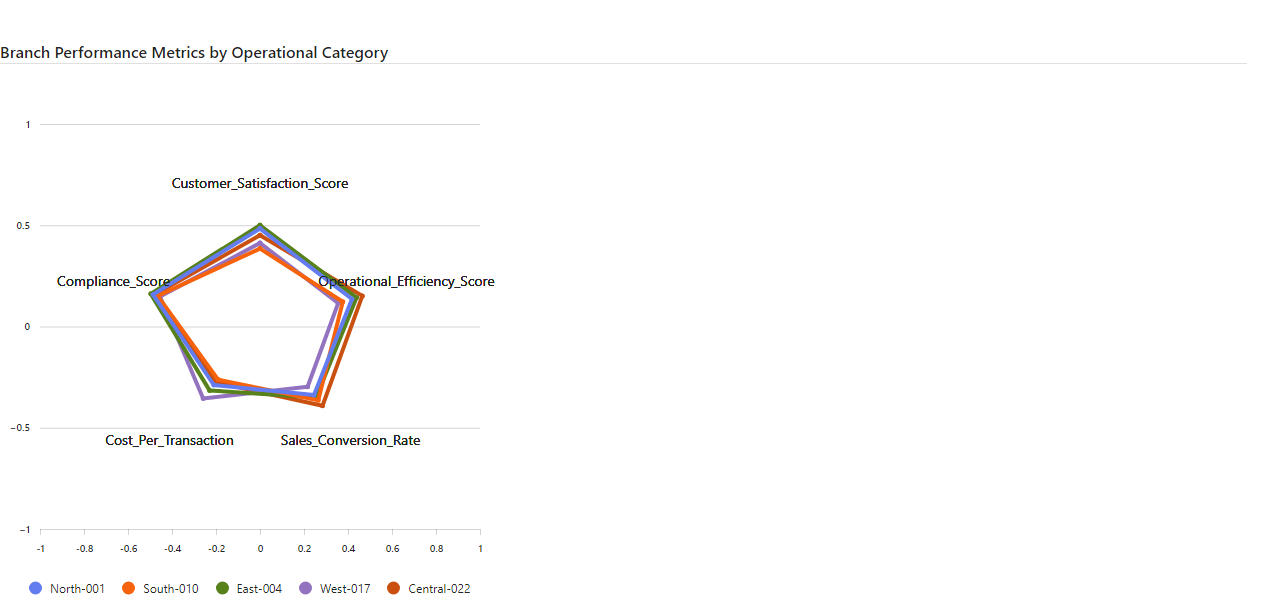 Branch Performance Metrics by Operational Category
1
Customer_Satisfaction_Score
0.5
Compliance_Score
Operational_Efficiency_Score
0
−0.5
Cost_Per_Transaction
Sales_Conversion_Rate
−1
-1 -0.8 -0.6 -0.4 -0.2 0 0.2 0.4 0.6 0.8 1
North-001 South-010 East-004 West-017 Central-022